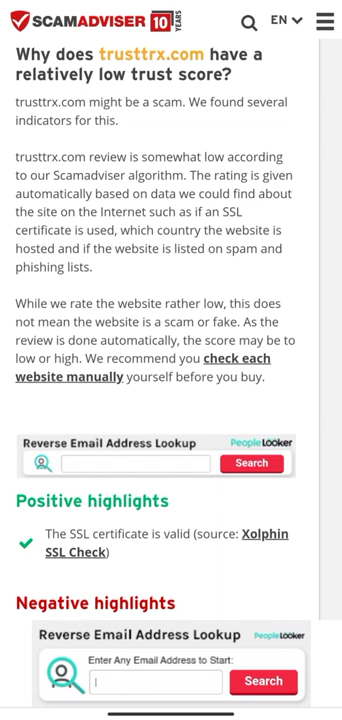 SCAMADVISER 10 YEARS
EN
Why does trusttrx.com have a
relatively low trust score?
trusttrx.com might be a scam. We found several
indicators for this.
trusttrx.com review is somewhat low according
to our Scamadviser algorithm. The rating is given
automatically based on data we could find about
the site on the Internet such as if an SSL
certificate is used, which country the website is
hosted and if the website is listed on spam and
phishing lists.
While we rate the website rather low, this does
not mean the website is a scam or fake. As the
review is done automatically, the score may be to
low or high. We recommend you check each
website manually yourself before you buy.
Reverse Email Address Lookup PeopleLooker
Search
Positive highlights
The SSL certificate is valid (source: Xolphin
SSL Check)
Negative highlights
Reverse Email Address Lookup PeopleLooker
Enter Any Email Address to Start:
Search